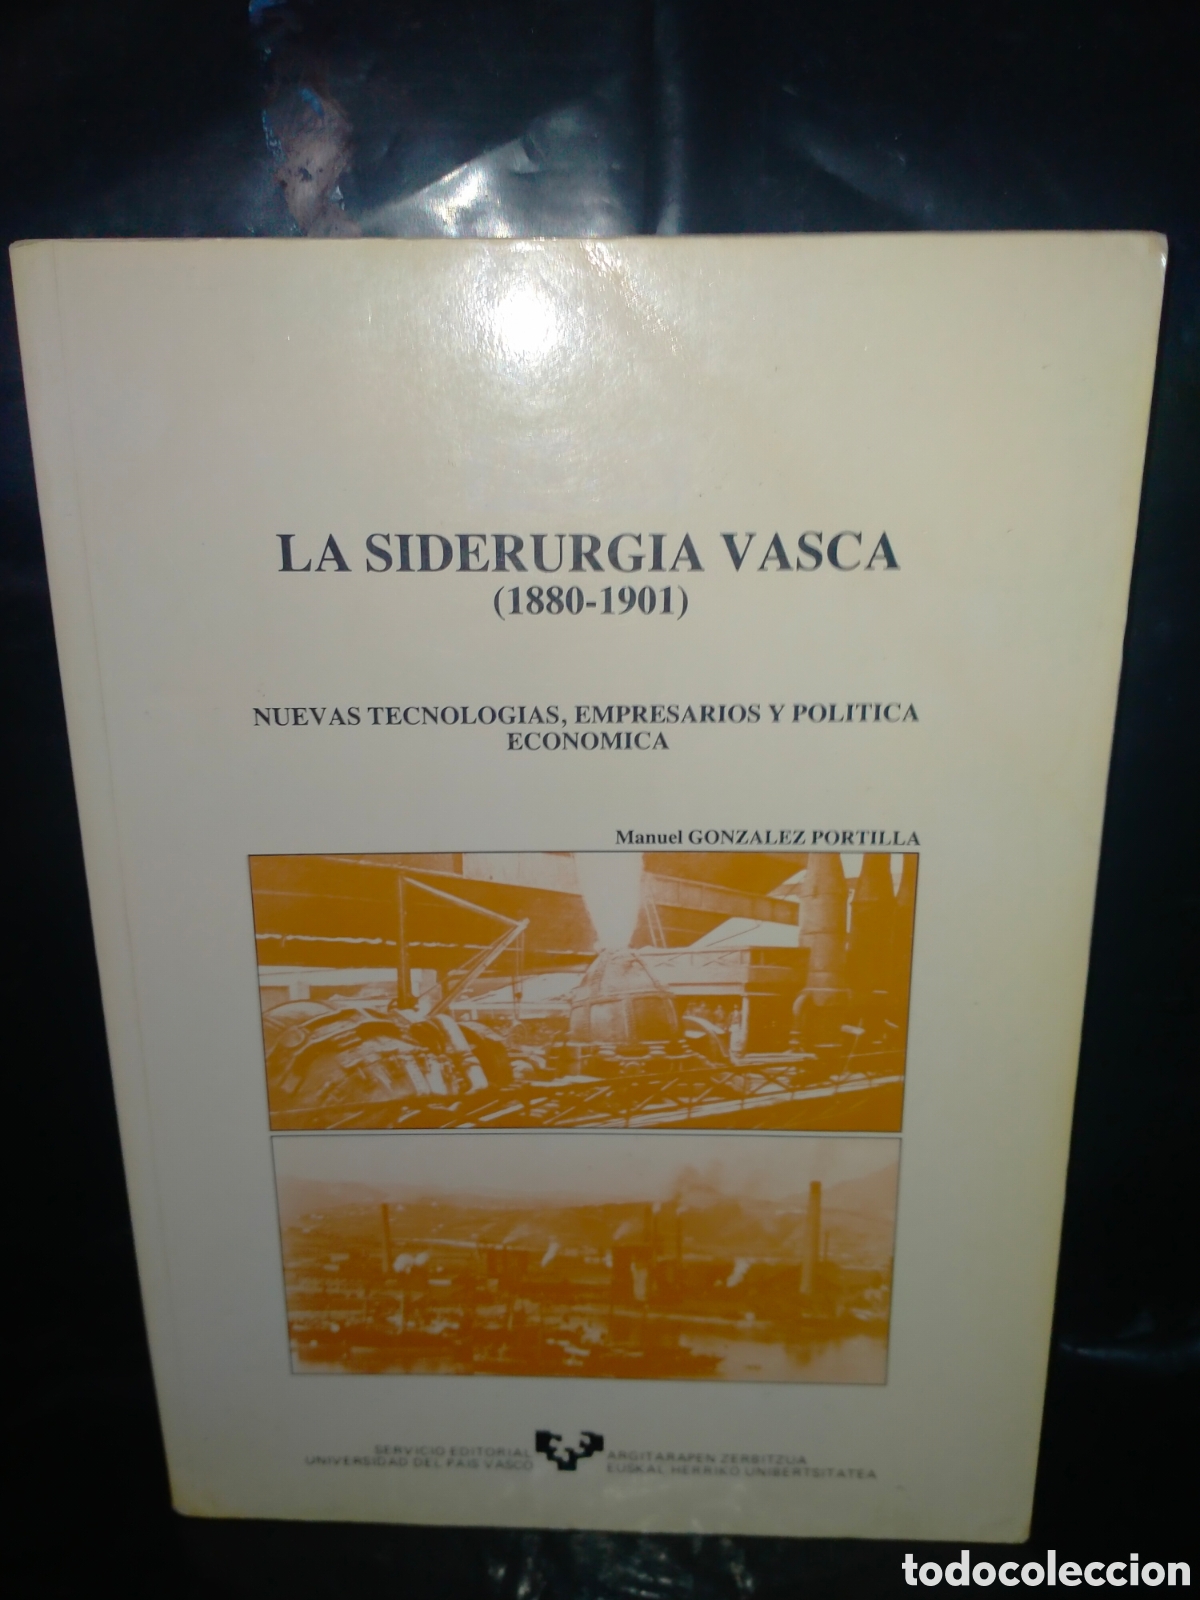 LA SIDERURGIA VASCA
(1880-1901)
NUEVAS TECNOLOGIAS, EMPRESARIOS Y POLITICA
ECONOMICA
Manuel GONZALEZ PORTILLA
SERVICIO EDITORIAL
UNIVERSIDAD DEL PAIS VASCO
ARGITARAPEN ZERBITZUA
EUSKAL HERRIKO UNIBERTSITATEA
todocoleccion